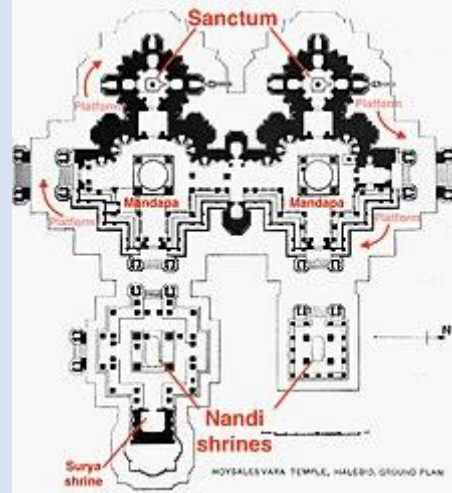 Sanctum
Platform
Platform
Mandapa
Mandapa
Platform
Platform
N
Nandi
shrines
Surya
shrine
HOYSALESVARA TEMPLE, HALEBID, GROUND PLAN